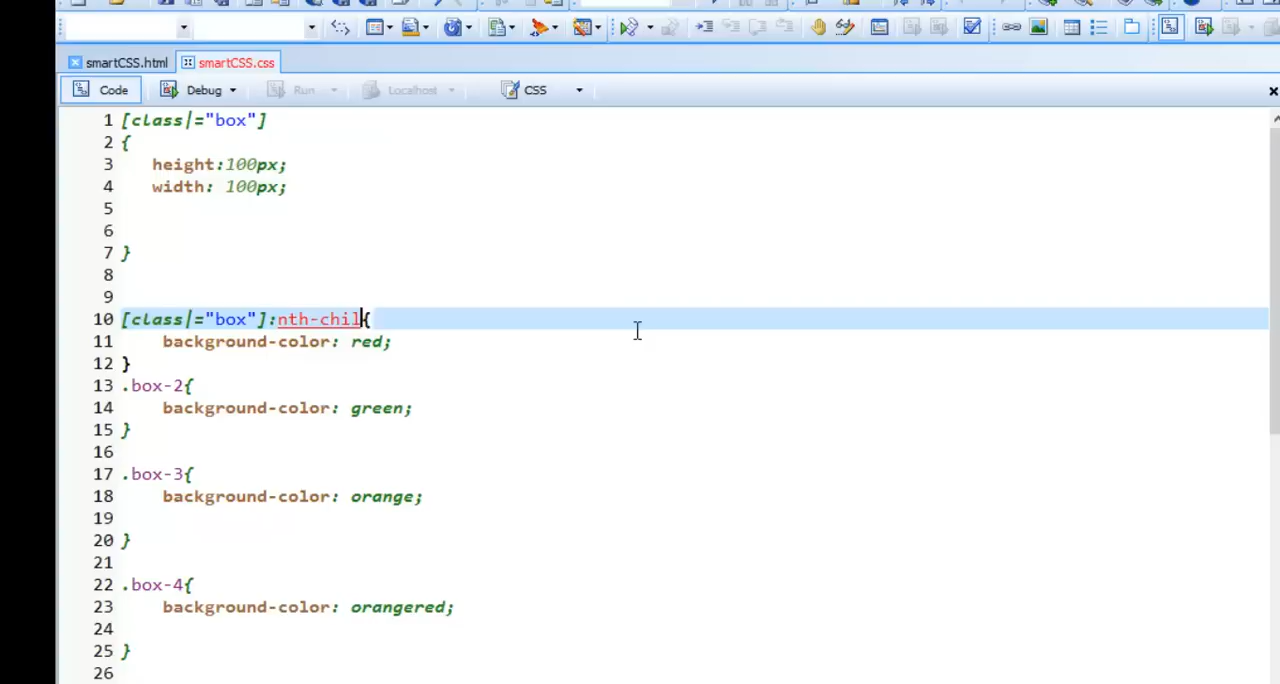 smartCSS.html smartCSS.css
Code Debug Run Localhost CSS
1 [class|="box"]
2 {
3 height:100px;
4 width: 100px;
5
6
7 }
8
9
10 [class|="box"]:nth-chil{
11 background-color: red;
12 }
13 .box-2{
14 background-color: green;
15 }
16
17 .box-3{
18 background-color: orange;
19
20 }
21
22 .box-4{
23 background-color: orangered;
24
25 }
26